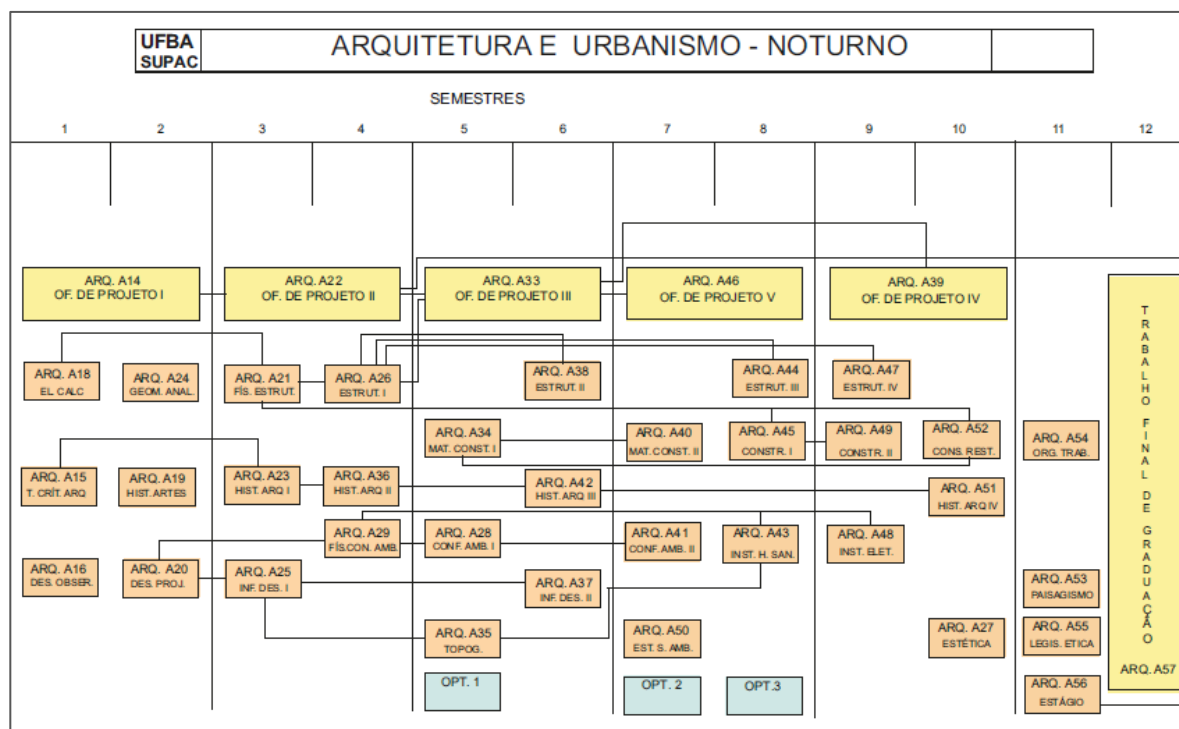 UFBA
SUPAC
ARQUITETURA E URBANISMO - NOTURNO
SEMESTRES
1 2 3 4 5 6 7 8 9 10 11 12
ARQ. A14
OF. DE PROJETO I
ARQ. A22
OF. DE PROJETO II
ARQ. A33
OF. DE PROJETO III
ARQ. A46
OF. DE PROJETO V
ARQ. A39
OF. DE PROJETO IV
ARQ. A18
EL. CALC
ARQ. A24
GEOM. ANAL.
ARQ. A21
FÍS. ESTRUT.
ARQ. A26
ESTRUT. I
ARQ. A38
ESTRUT. II
ARQ. A44
ESTRUT. III
ARQ. A47
ESTRUT. IV
ARQ. A34
MAT. CONST. I
ARQ. A40
MAT. CONST. II
ARQ. A45
CONSTR. I
ARQ. A49
CONSTR. II
ARQ. A52
CONS. REST.
ARQ. A54
ORG. TRAB.
ARQ. A15
T. CRÍT. ARQ
ARQ. A19
HIST. ARTES
ARQ. A23
HIST. ARQ I
ARQ. A36
HIST. ARQ II
ARQ. A42
HIST. ARQ III
ARQ. A51
HIST. ARQ IV
ARQ. A29
FÍS.CON. AMB.
ARQ. A28
CONF. AMB. I
ARQ. A41
CONF. AMB. II
ARQ. A43
INST. H. SAN.
ARQ. A48
INST. ELET.
ARQ. A16
DES. OBSER.
ARQ. A20
DES. PROJ.
ARQ. A25
INF. DES. I
ARQ. A37
INF. DES. II
ARQ. A53
PAISAGISMO
ARQ. A35
TOPOG.
ARQ. A50
EST. S. AMB.
ARQ. A27
ESTÉTICA
ARQ. A55
LEGIS. ETICA
OPT. 1
OPT. 2
OPT.3
ARQ. A56
ESTÁGIO
TRABALHO FINAL DE GRADUAÇÃO
ARQ. A57